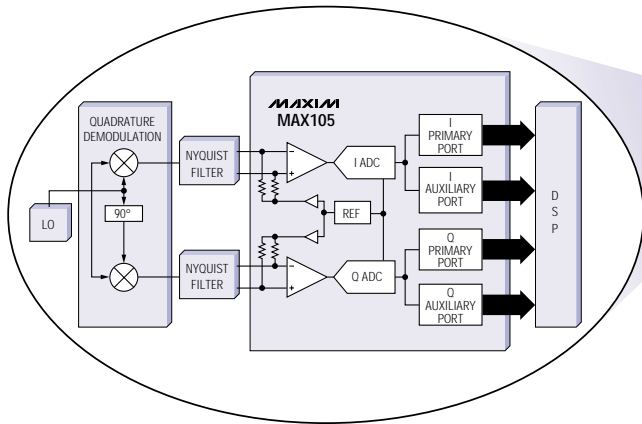 MAXIM
MAX105
QUADRATURE
DEMODULATION
LO
90°
NYQUIST
FILTER
NYQUIST
FILTER
−
+
−
+
I ADC
REF
Q ADC
I
PRIMARY
PORT
I
AUXILIARY
PORT
Q
PRIMARY
PORT
Q
AUXILIARY
PORT
D
S
P